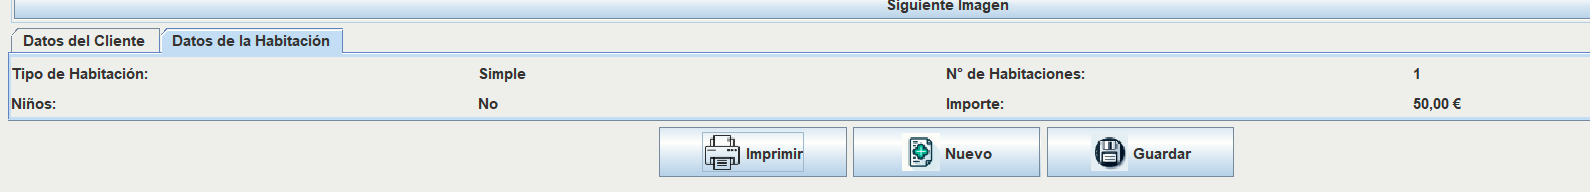 Siguiente Imagen
Datos del Cliente Datos de la Habitación
Tipo de Habitación: Simple N° de Habitaciones: 1
Niños: No Importe: 50,00 €
Imprimir Nuevo Guardar